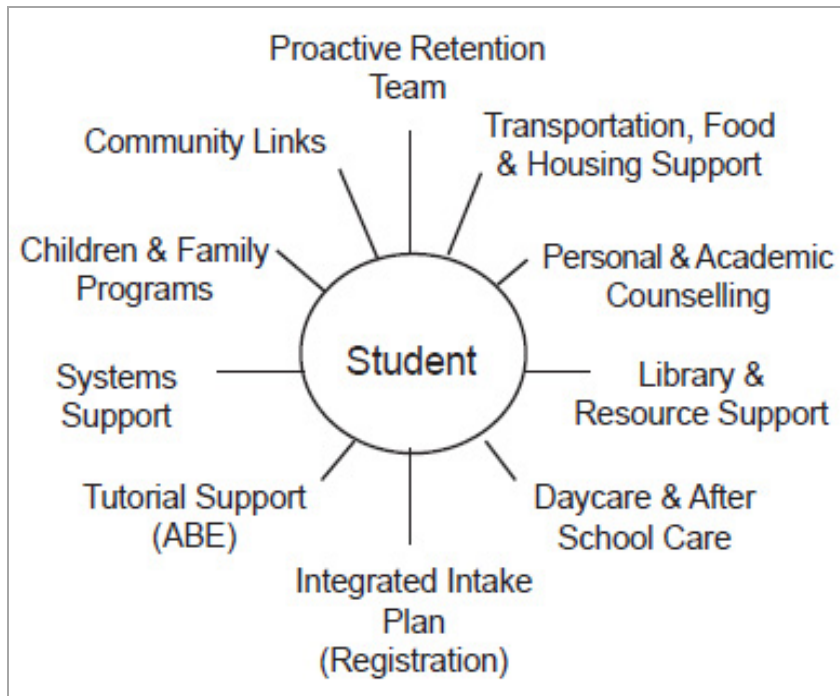 Proactive Retention
Team
Transportation, Food
& Housing Support
Community Links
Children & Family
Programs
Personal & Academic
Counselling
Student
Systems
Support
Library &
Resource Support
Tutorial Support
(ABE)
Daycare & After
School Care
Integrated Intake
Plan
(Registration)